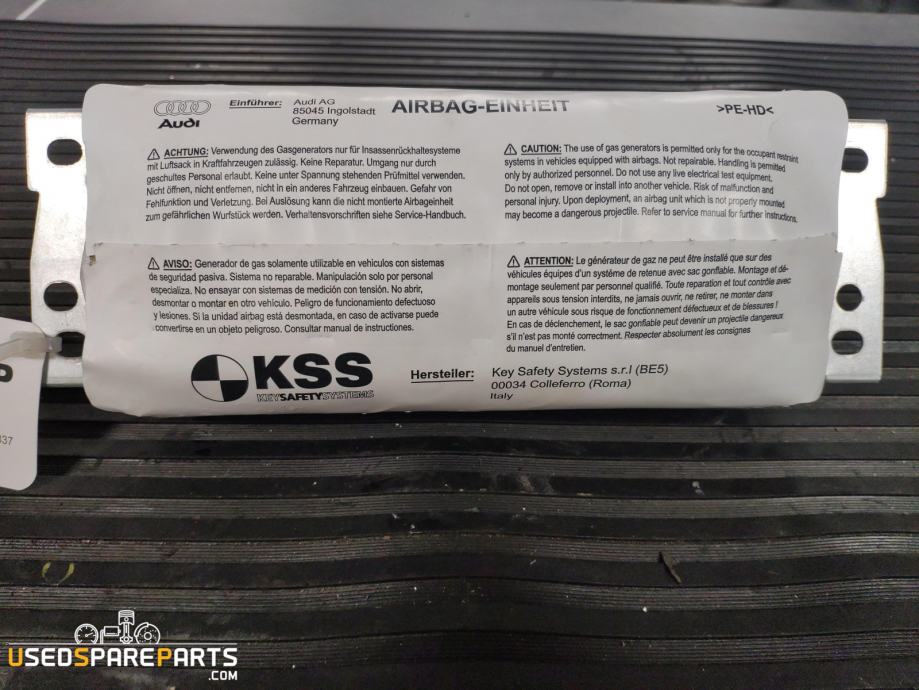 Audi
Einführer: Audi AG
85045 Ingolstadt
Germany
AIRBAG-EINHEIT
>PE-HD<
ACHTUNG: Verwendung des Gasgenerators nur für Insassenrückhaltesysteme
mit Luftsack in Kraftfahrzeugen zulässig. Keine Reparatur. Umgang nur durch
geschultes Personal erlaubt. Keine unter Spannung stehenden Prüfmittel verwenden.
Nicht öffnen, nicht entfernen, nicht in ein anderes Fahrzeug einbauen. Gefahr von
Fehlfunktion und Verletzung. Bei Auslösung kann die nicht montierte Airbageinheit
zum gefährlichen Wurfstück werden. Verhaltensvorschriften siehe Service-Handbuch.
CAUTION: The use of gas generators is permitted only for the occupant restraint
systems in vehicles equipped with airbags. Not repairable. Handling is permitted
only by authorized personnel. Do not use any live electrical test equipment.
Do not open, remove or install into another vehicle. Risk of malfunction and
personal injury. Upon deployment, an airbag unit which is not properly mounted
may become a dangerous projectile. Refer to service manual for further instructions.
AVISO: Generador de gas solamente utilizable en vehiculos con sistemas
de seguridad pasiva. Sistema no reparable. Manipulación solo por personal
especializa. No ensayar con sistemas de medición con tensión. No abrir,
desmontar o montar en otro vehiculo. Peligro de funcionamiento defectuoso
y lesiones. Si la unidad airbag está desmontada, en caso de activarse puede
convertirse en un objeto peligroso. Consultar manual de instrucciones.
ATTENTION: Le générateur de gaz ne peut être installé que sur des
véhicules équipes d'un systéme de retenue avec sac gonflable. Montage et dé-
montage seulement par personnel qualifié. Toute reparation et tout contrôle avec
appareils sous tension interdits, ne jamais ouvrir, ne retirer, ne monter dans
un autre véhicule sous risque de fonctionnement défectueux et de blessures !
En cas de déclenchement, le sac gonflable peut devenir un projectile dangereux
s'il n'est pas monté correctment. Respecter absolument les consignes
du manuel d'entretien.
KSS
KEYSAFETYSYSTEMS
Hersteller: Key Safety Systems s.r.l (BE5)
00034 Colleferro (Roma)
Italy
437
USEDSPAREPARTS
.COM